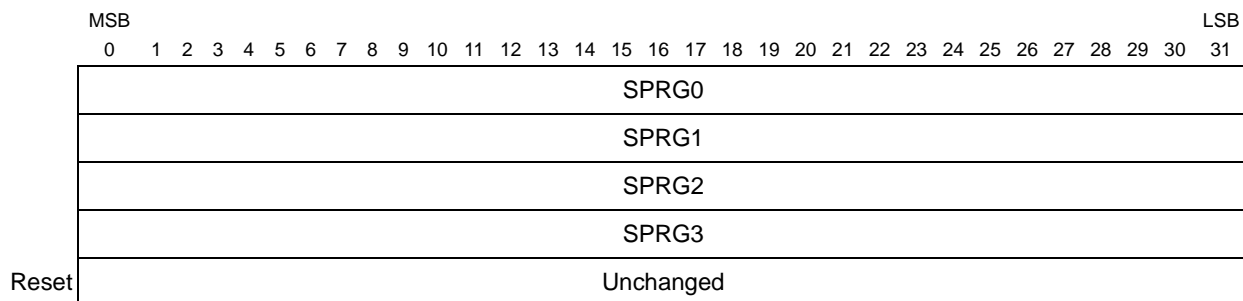 MSB LSB
0 1 2 3 4 5 6 7 8 9 10 11 12 13 14 15 16 17 18 19 20 21 22 23 24 25 26 27 28 29 30 31
SPRG0
SPRG1
SPRG2
SPRG3
Reset Unchanged